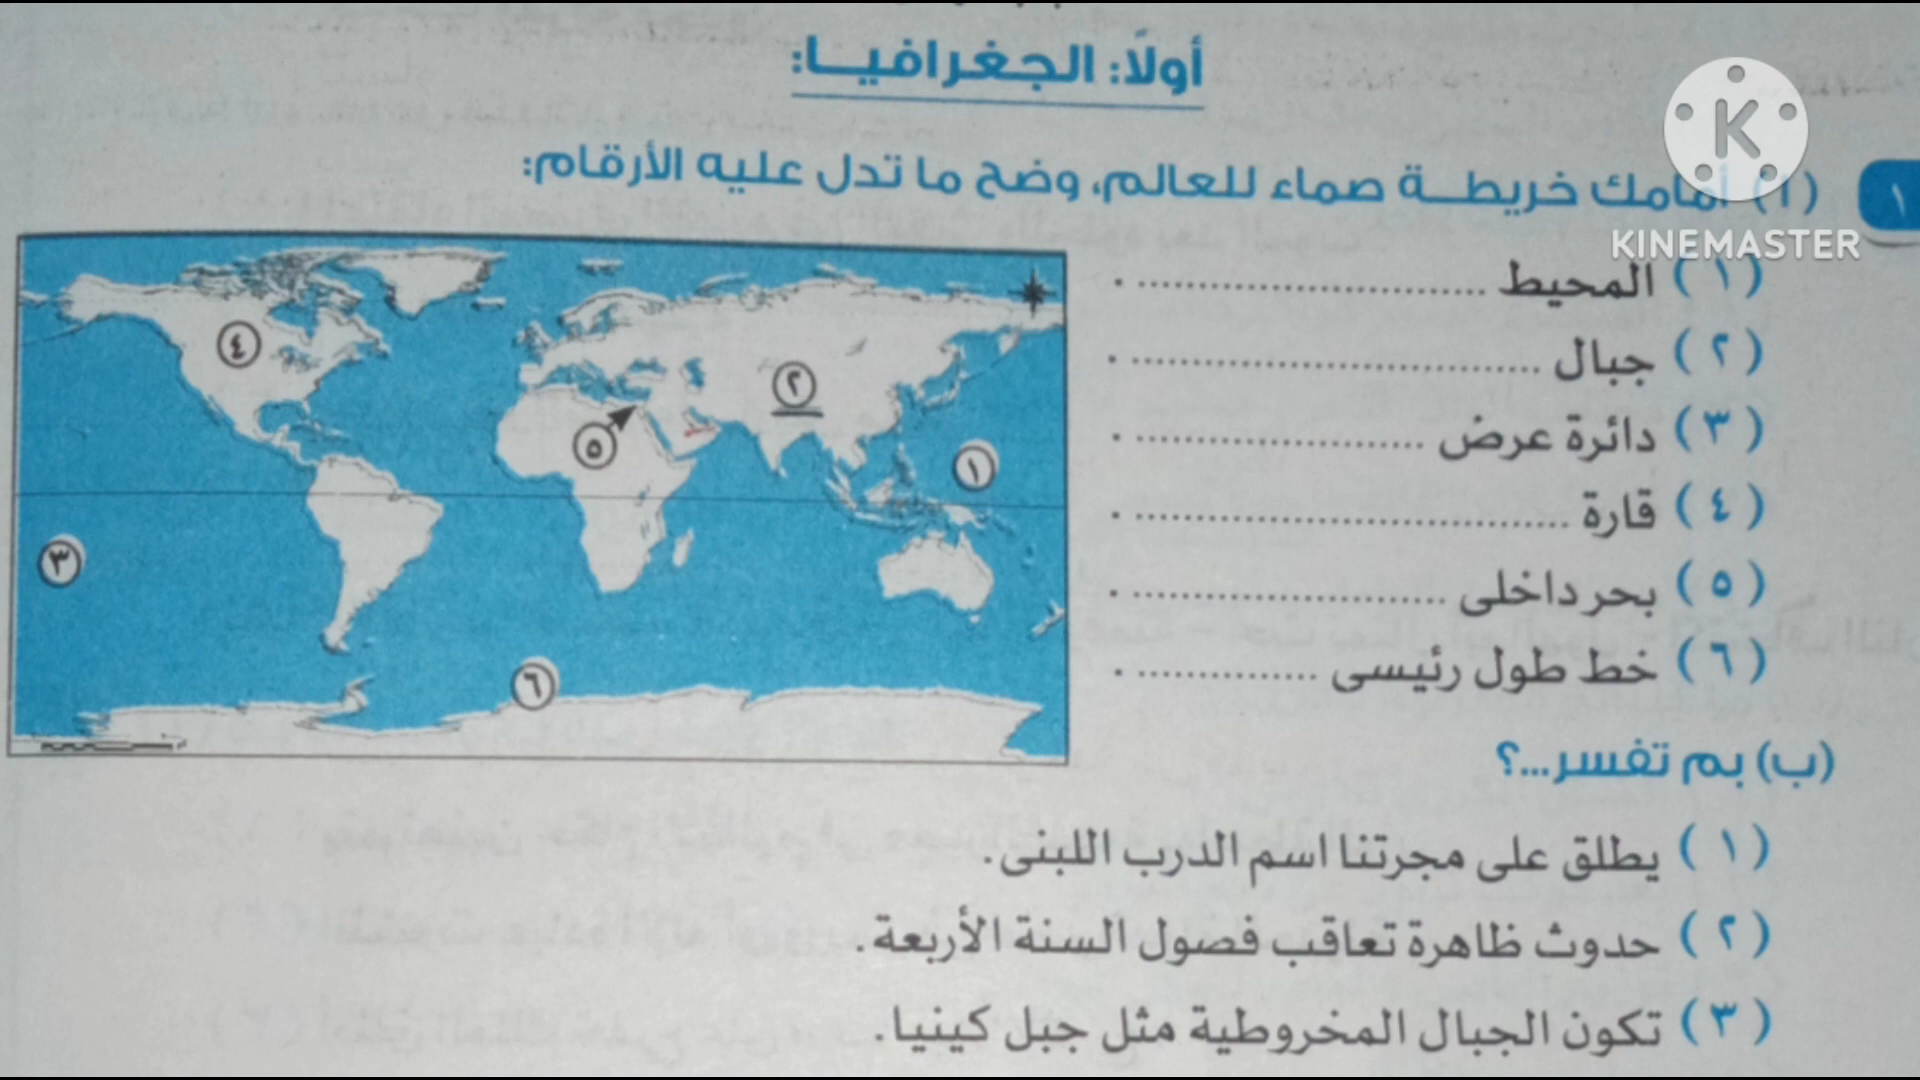 أولًا: الجغرافيا:
K
KINEMASTER
١
(أ) أمامك خريطة صماء للعالم، وضح ما تدل عليه الأرقام:
(١) المحيط .............................. .
(٢) جبال .................................... .
(٣) دائرة عرض ......................... .
(٤) قارة ...................................... .
(٥) بحر داخلى ........................... .
(٦) خط طول رئيسى ............... .
٤
٢
٥
١
٣
٦
(ب) بم تفسر...؟
(١) يطلق على مجرتنا اسم الدرب اللبنى.
(٢) حدوث ظاهرة تعاقب فصول السنة الأربعة.
(٣) تكون الجبال المخروطية مثل جبل كينيا.